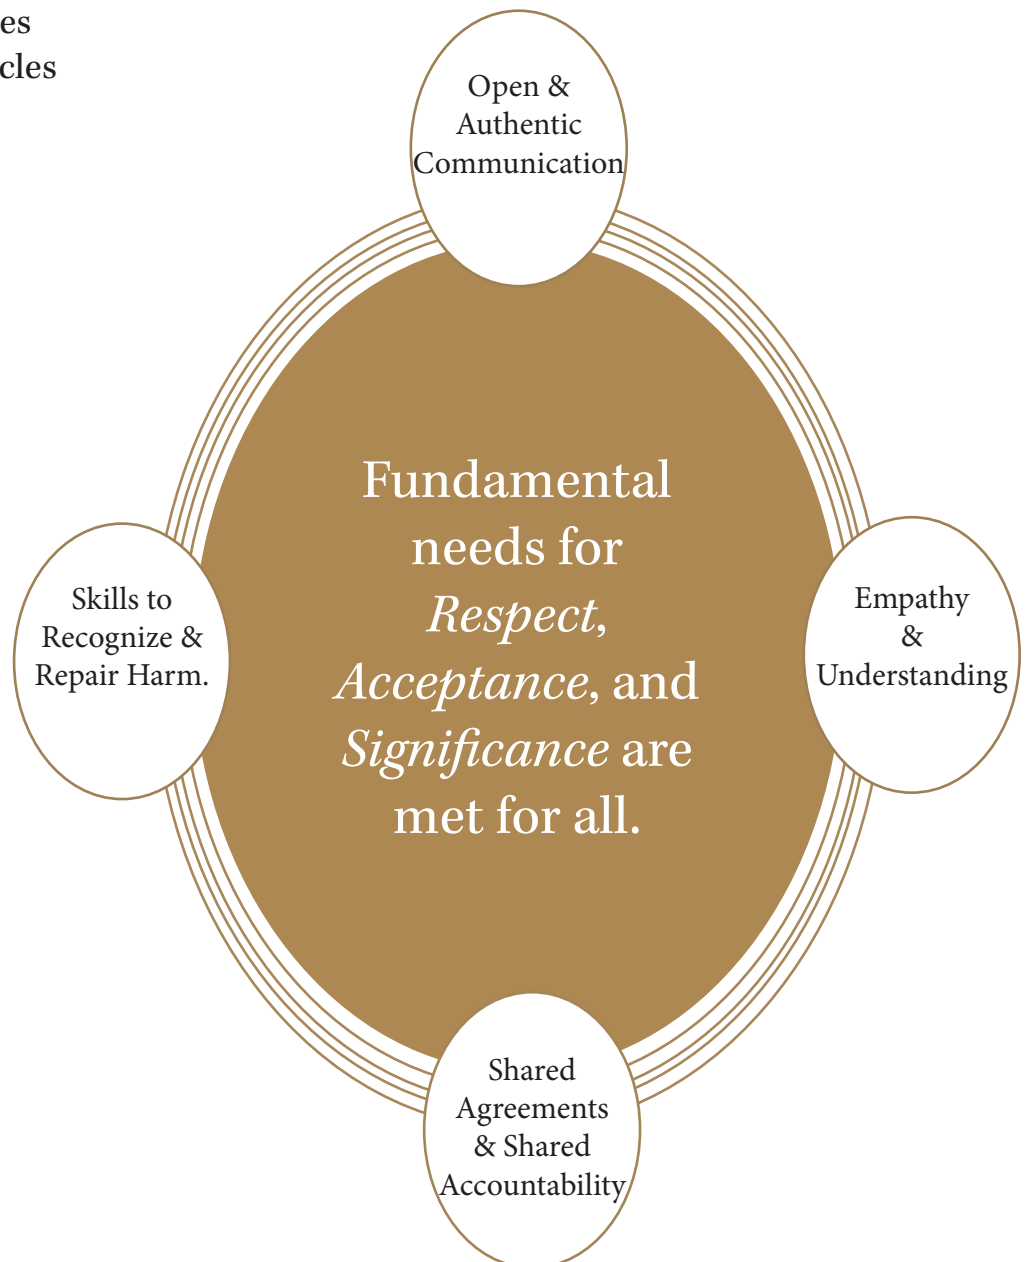 es
cles
Open &
Authentic
Communication
Fundamental
needs for
Respect,
Acceptance, and
Significance are
met for all.
Skills to
Recognize &
Repair Harm.
Empathy
&
Understanding
Shared
Agreements
& Shared
Accountability